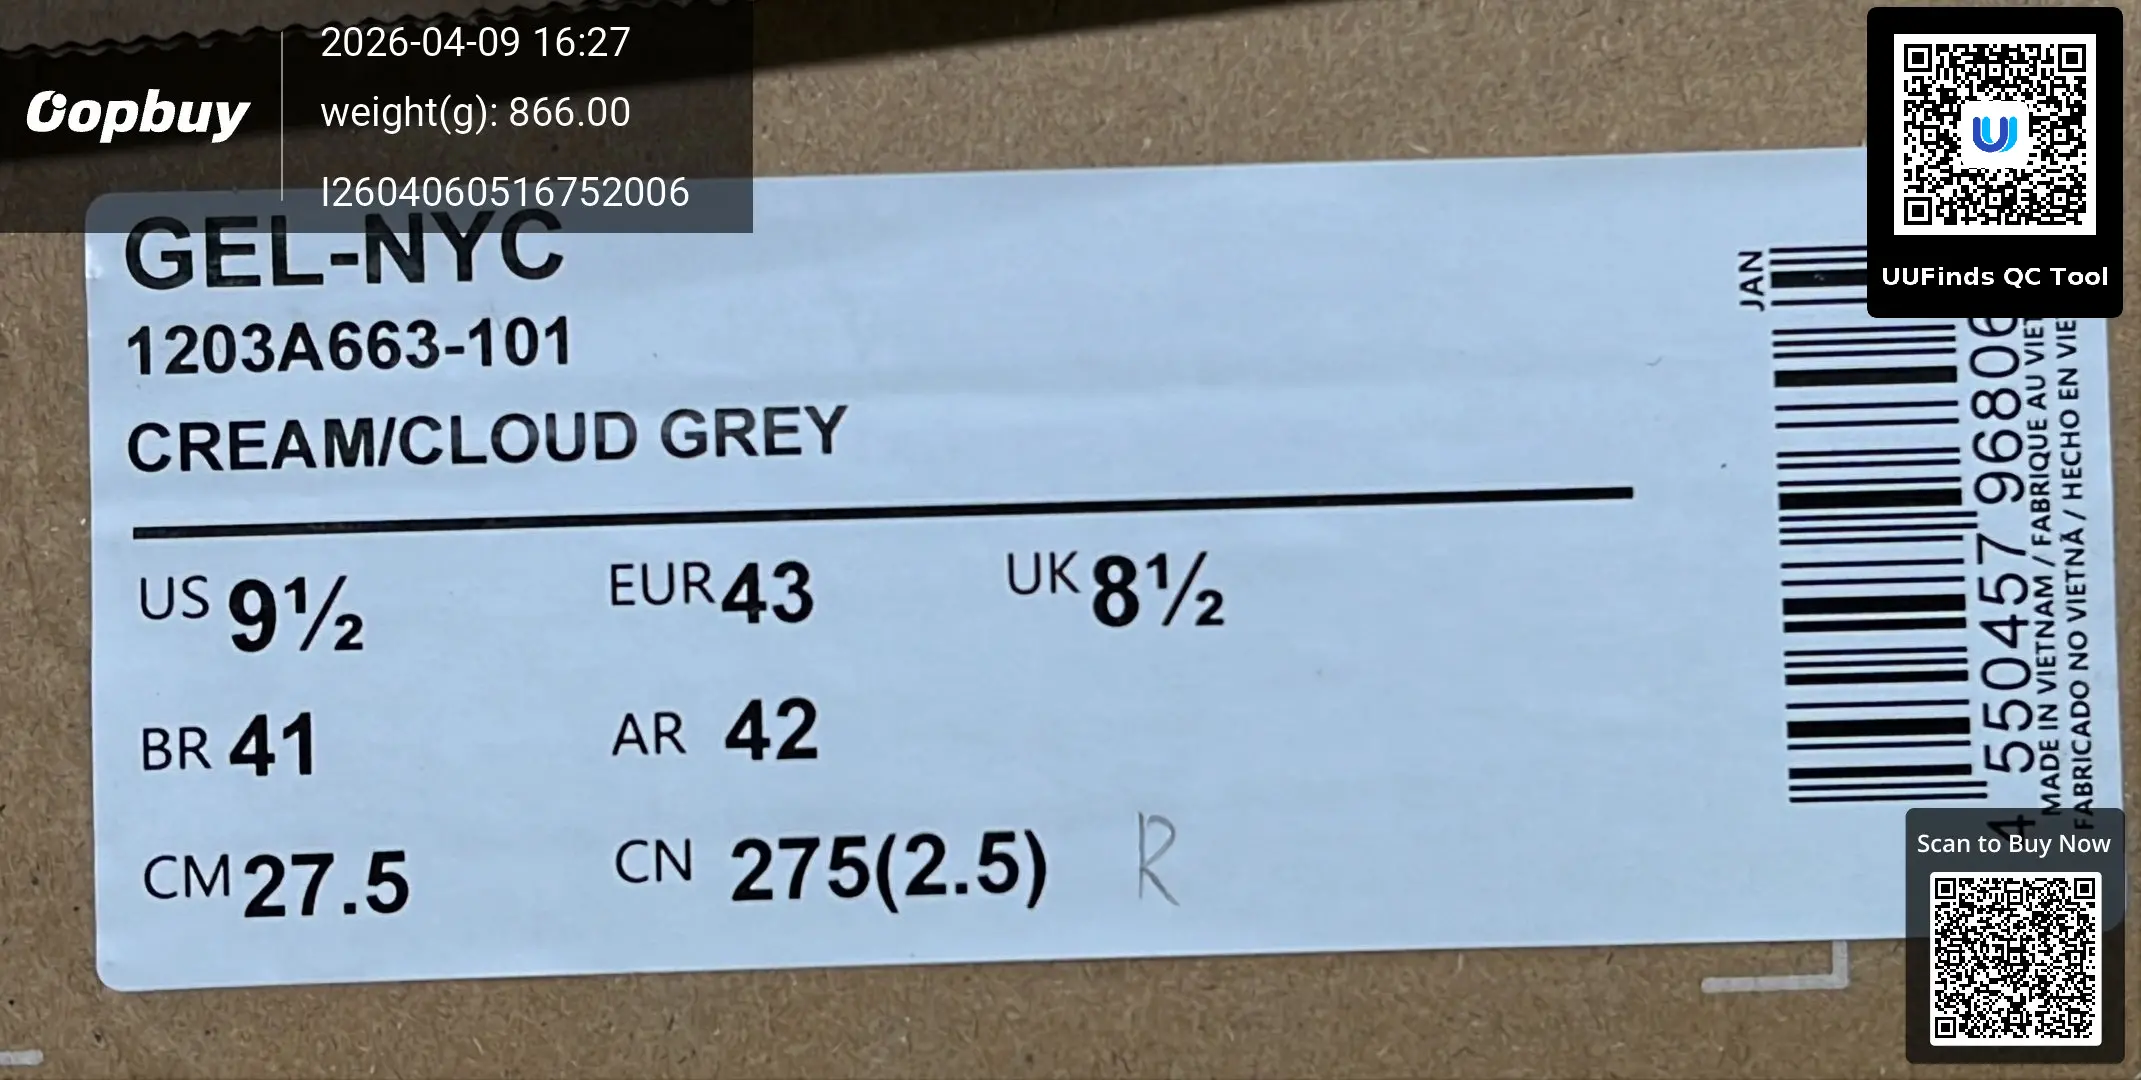 Oopbuy
2026-04-09 16:27
weight(g): 866.00
I2604060516752006
UUFinds QC Tool
GEL-NYC
1203A663-101
CREAM/CLOUD GREY
US 9½ EUR 43 UK 8½
BR 41 AR 42
CM 27.5 CN 275(2.5) R
JAN
4 550457 96806
MADE IN VIETNAM / FABRIQUE AU VIET
FABRICADO NO VIETNÃ / HECHO EN VIE
Scan to Buy Now